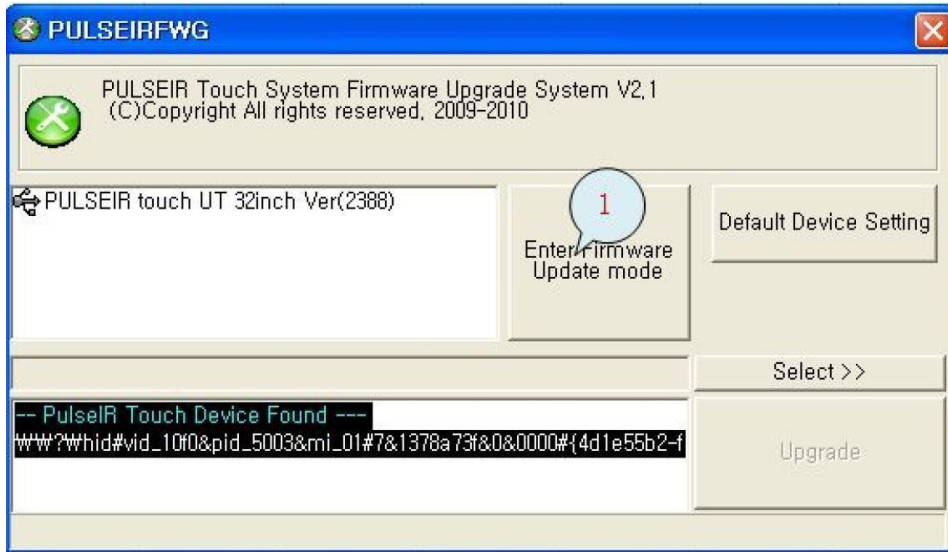 PULSEIRFWG
PULSEIR Touch System Firmware Upgrade System V2,1
(C)Copyright All rights reserved, 2009-2010
PULSEIR touch UT 32inch Ver(2388)
1
Enter Firmware
Update mode
Default Device Setting
Select >>
-- PulseIR Touch Device Found ---
₩₩?₩hid#vid_10f0&pid_5003&mi_01#7&1378a73f&0&0000#{4d1e55b2-f
Upgrade